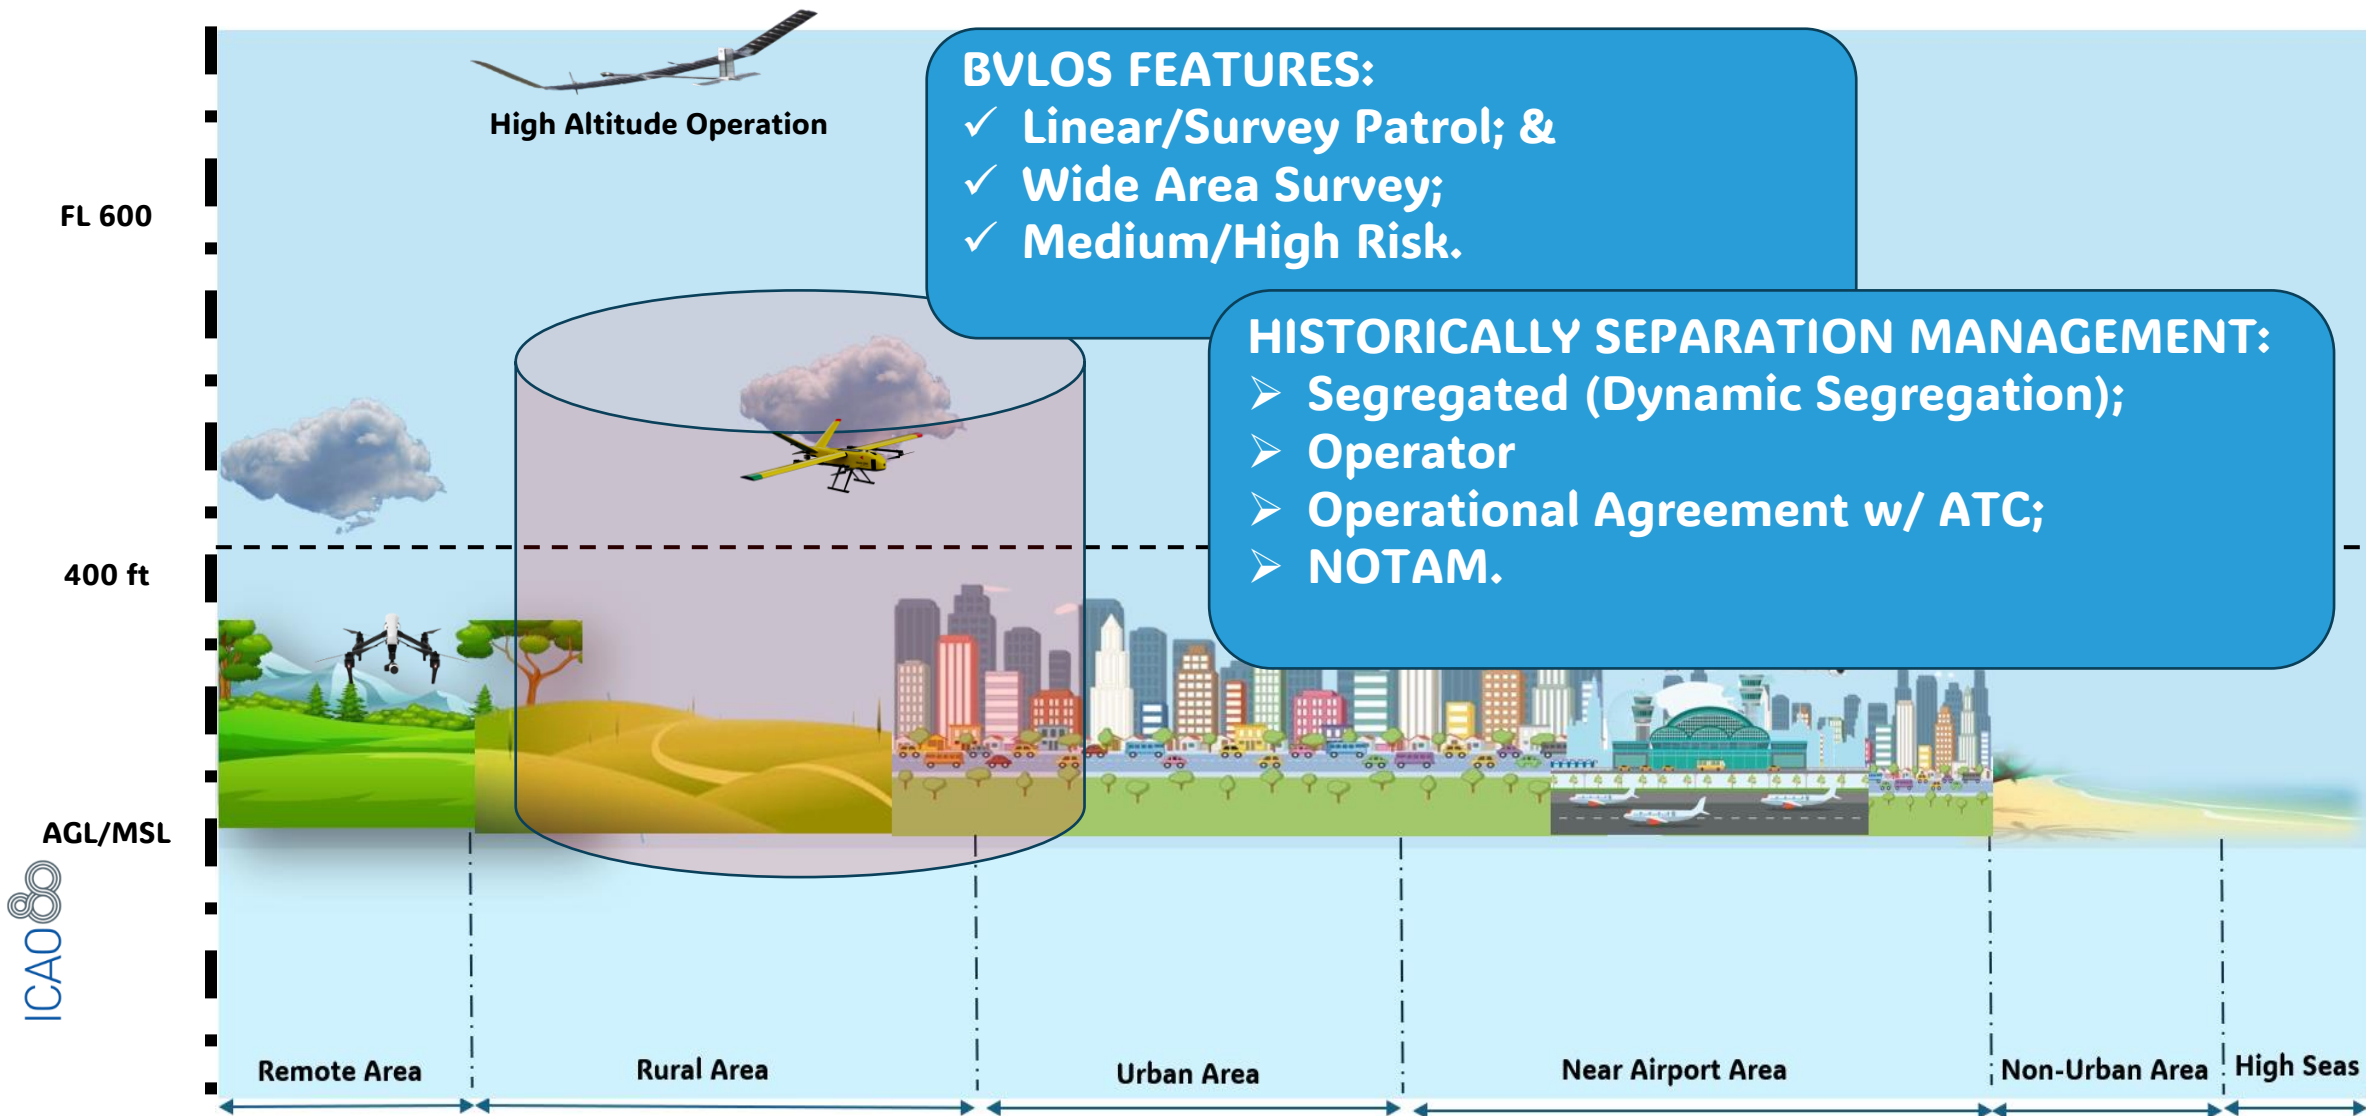 High Altitude Operation
BVLOS FEATURES:
✓ Linear/Survey Patrol; &
✓ Wide Area Survey;
✓ Medium/High Risk.
HISTORICALLY SEPARATION MANAGEMENT:
➢ Segregated (Dynamic Segregation);
➢ Operator
➢ Operational Agreement w/ ATC;
➢ NOTAM.
FL 600
400 ft
AGL/MSL
ICAO
Remote Area
Rural Area
Urban Area
Near Airport Area
Non-Urban Area
High Seas